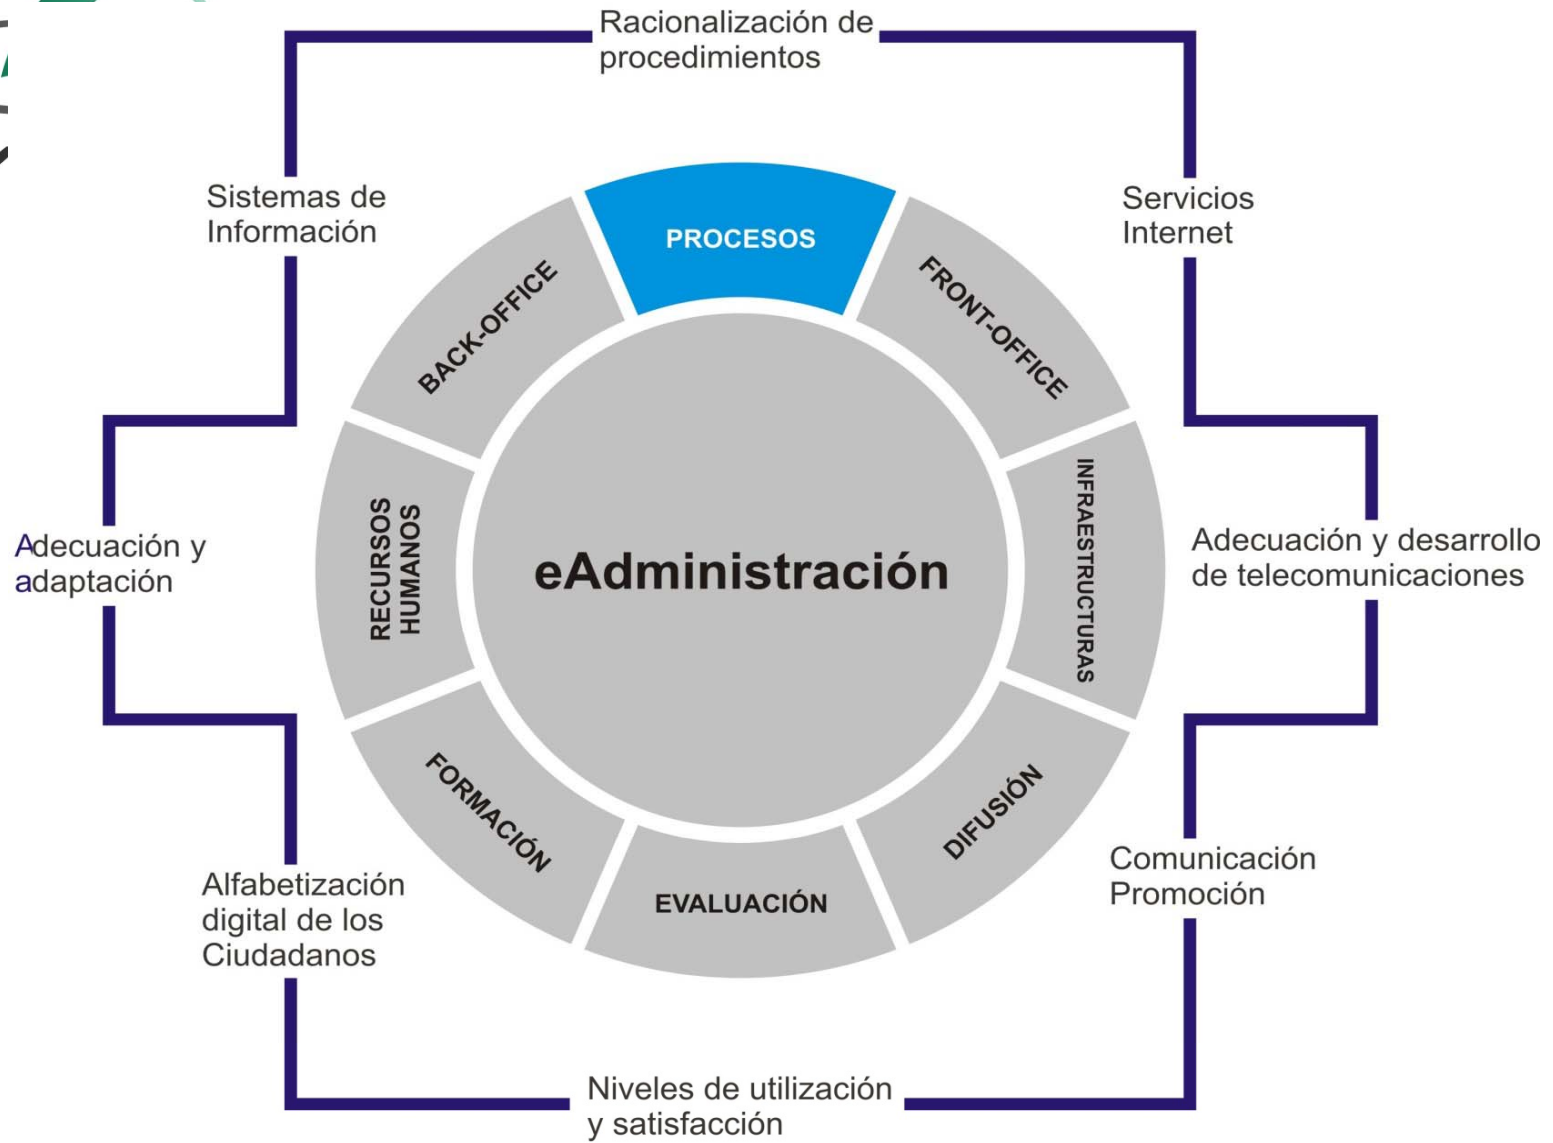 Racionalización de
procedimientos
Sistemas de
Información
Servicios
Internet
PROCESOS
BACK-OFFICE
FRONT-OFFICE
RECURSOS
HUMANOS
INFRAESTRUCTURAS
Adecuación y
adaptación
eAdministración
Adecuación y desarrollo
de telecomunicaciones
FORMACIÓN
DIFUSIÓN
EVALUACIÓN
Alfabetización
digital de los
Ciudadanos
Comunicación
Promoción
Niveles de utilización
y satisfacción